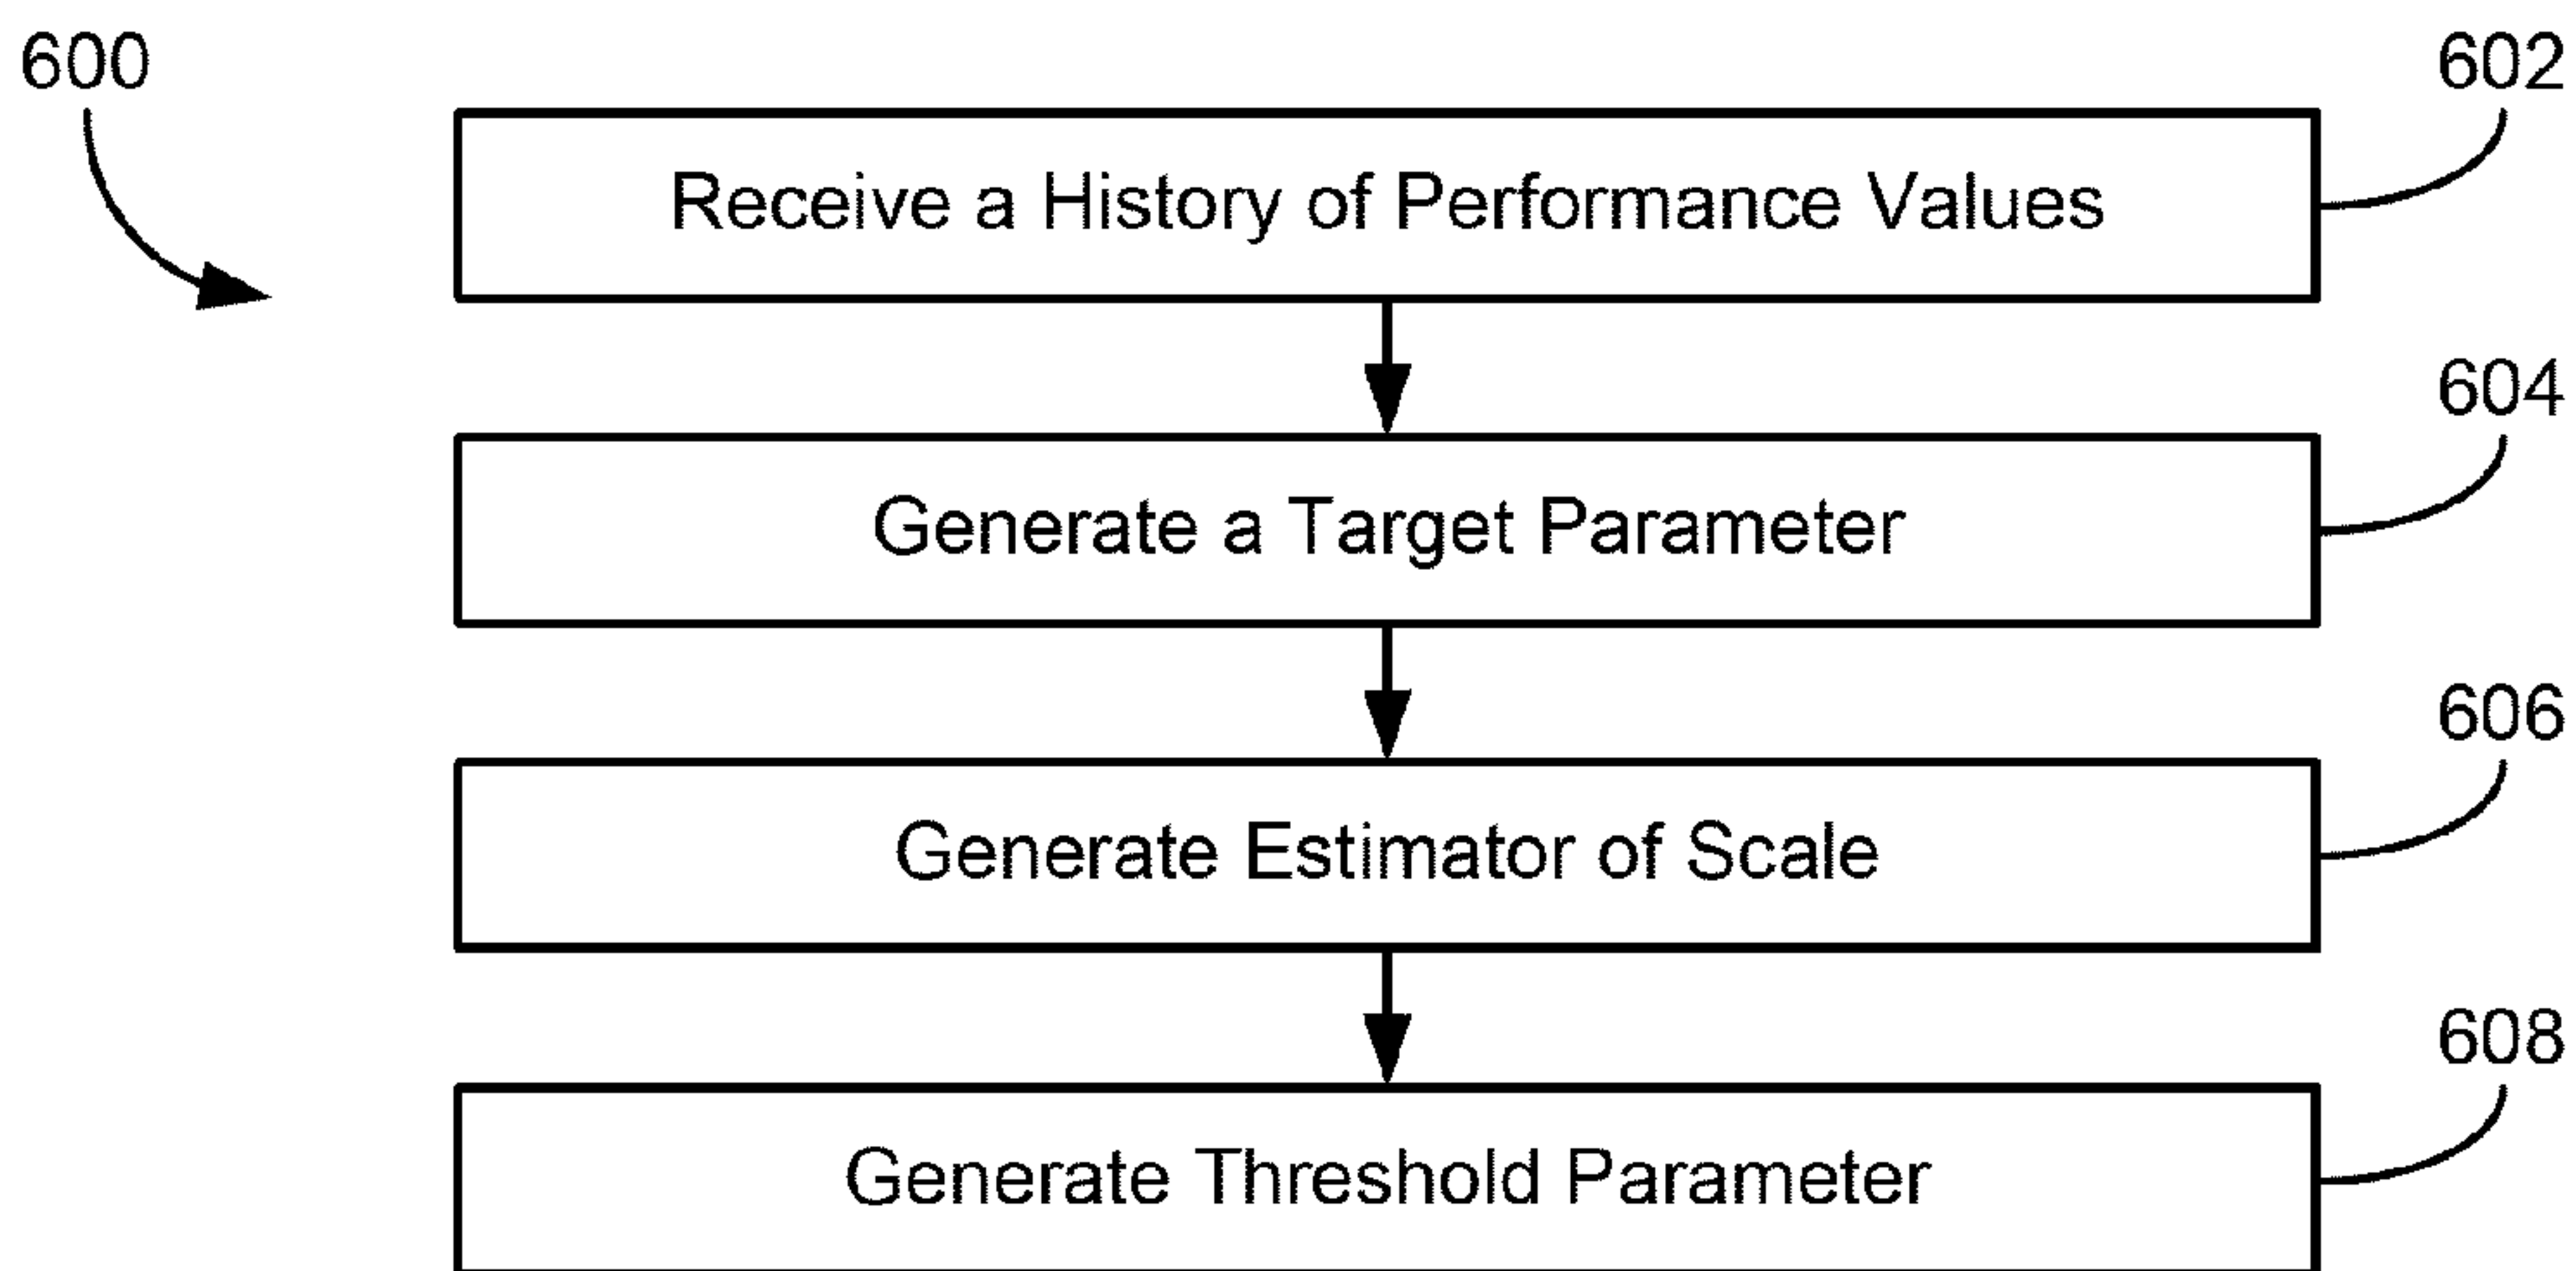 600
602
Receive a History of Performance Values
604
Generate a Target Parameter
606
Generate Estimator of Scale
608
Generate Threshold Parameter